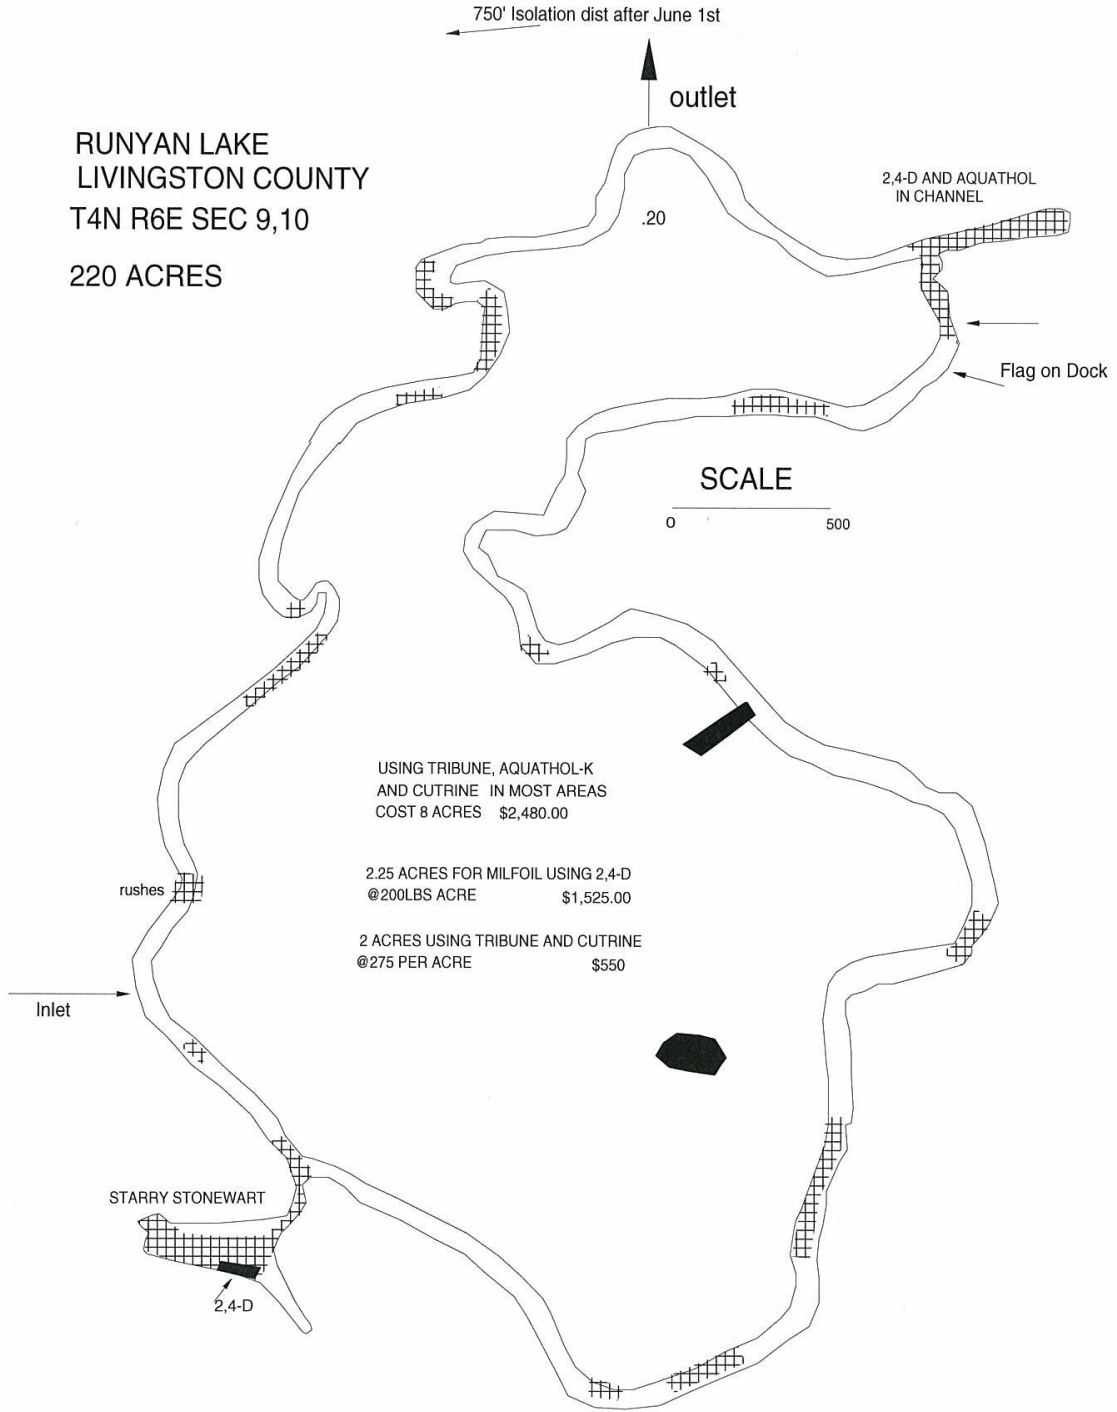 750' Isolation dist after June 1st
outlet
RUNYAN LAKE
LIVINGSTON COUNTY
T4N R6E SEC 9,10
220 ACRES
2,4-D AND AQUATHOL
IN CHANNEL
.20
Flag on Dock
SCALE
0 500
USING TRIBUNE, AQUATHOL-K
AND CUTRINE IN MOST AREAS
COST 8 ACRES $2,480.00
2.25 ACRES FOR MILFOIL USING 2,4-D
@200LBS ACRE $1,525.00
2 ACRES USING TRIBUNE AND CUTRINE
@275 PER ACRE $550
rushes
Inlet
STARRY STONEWART
2,4-D